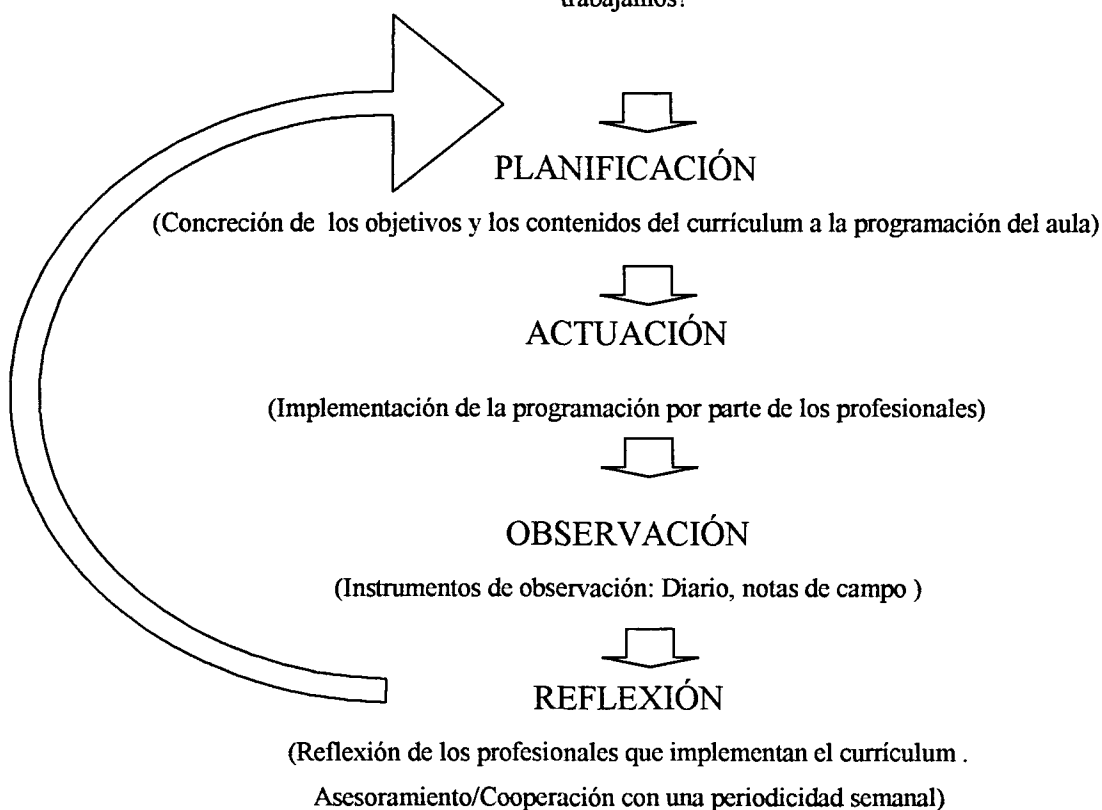 trabajamos?
PLANIFICACIÓN
(Concreción de los objetivos y los contenidos del currículum a la programación del aula)
ACTUACIÓN
(Implementación de la programación por parte de los profesionales)
OBSERVACIÓN
(Instrumentos de observación: Diario, notas de campo )
REFLEXIÓN
(Reflexión de los profesionales que implementan el currículum .
Asesoramiento/Cooperación con una periodicidad semanal)